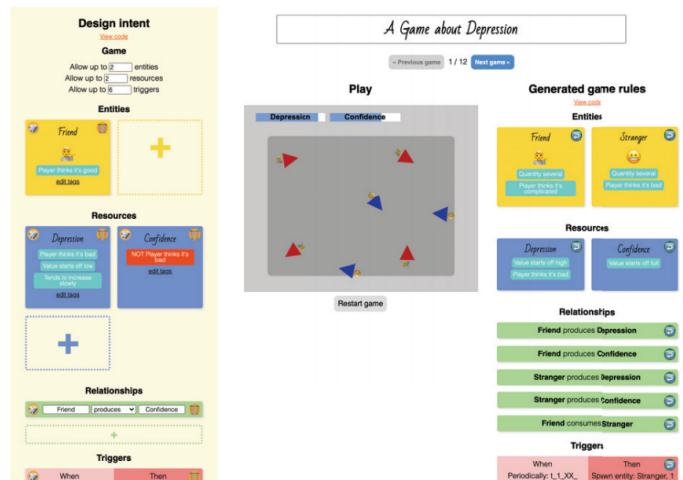 Design intent
View code
Game
Allow up to 2 entities
Allow up to 2 resources
Allow up to 6 triggers
Entities
Friend
Player thinks it's good
edit tags
+
Resources
Depression
Player thinks it's bad
Value starts off low
Tends to increase slowly
edit tags
Confidence
NOT Player thinks it's bad
edit tags
+
Relationships
Friend produces Confidence
+
Triggers
When Then
A Game about Depression
« Previous game 1 / 12 Next game »
Play
Depression Confidence
Restart game
Generated game rules
View code
Entities
Friend
Quantity several
Player thinks it's complicated
Stranger
Quantity several
Player thinks it's bad
Resources
Depression
Value starts off high
Player thinks it's bad
Confidence
Value starts off full
Relationships
Friend produces Depression
Friend produces Confidence
Stranger produces Depression
Stranger produces Confidence
Friend consumes Stranger
Triggers
When Then
Periodically: t_1_XX_ Spawn entity: Stranger, 1